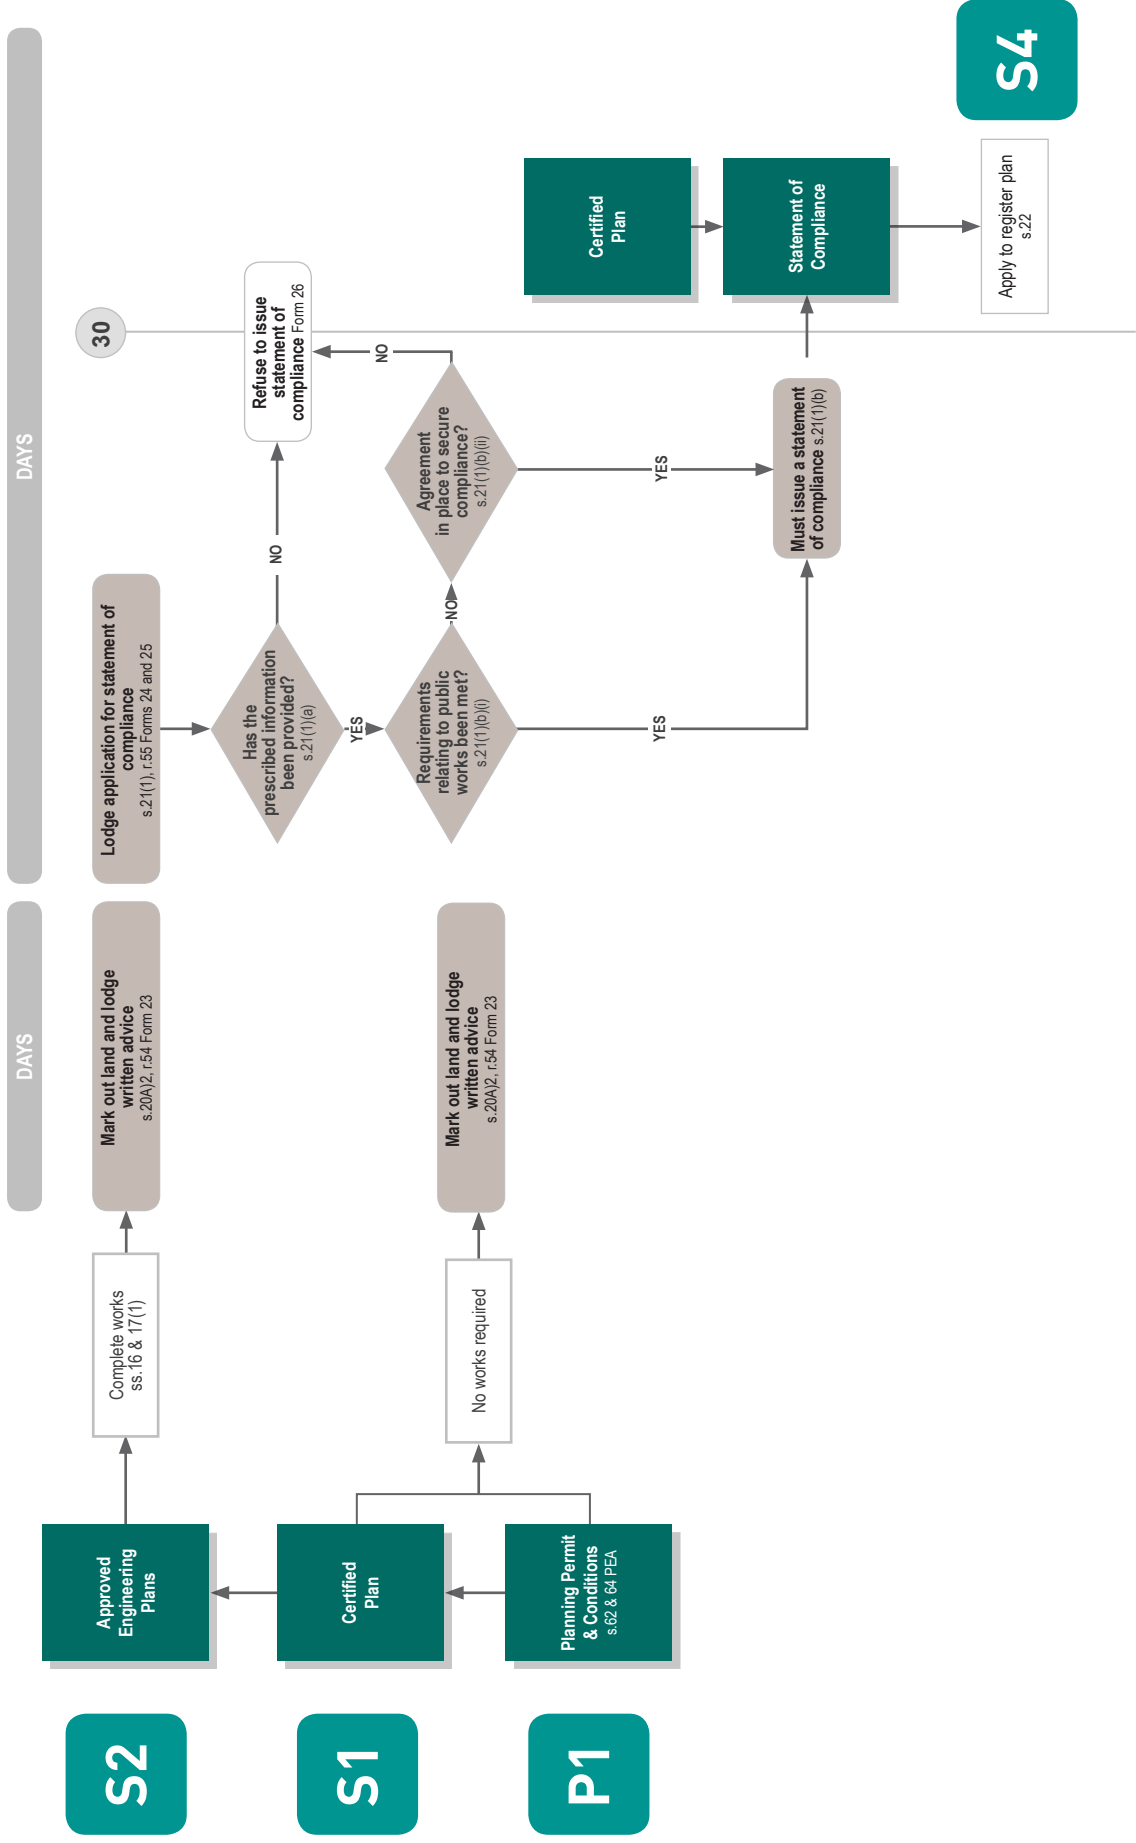 DAYS
DAYS
30
S2
Approved
Engineering
Plans
Complete works
ss.16 & 17(1)
Mark out land and lodge
written advice
s.20A)2, r.54 Form 23
Lodge application for statement of
compliance
s.21(1), r.55 Forms 24 and 25
Has the
prescribed information
been provided?
s.21(1)(a)
NO
Refuse to issue
statement of
compliance Form 26
YES
S1
Certified
Plan
No works required
Mark out land and lodge
written advice
s.20A)2, r.54 Form 23
Requirements
relating to public
works been met?
s.21(1)(b)(i)
NO
Agreement
in place to secure
compliance?
s.21(1)(b)(ii)
NO
P1
Planning Permit
& Conditions
s.62 & 64 PEA
YES
YES
Must issue a statement
of compliance s.21(1)(b)
Certified
Plan
Statement of
Compliance
Apply to register plan
s.22
S4